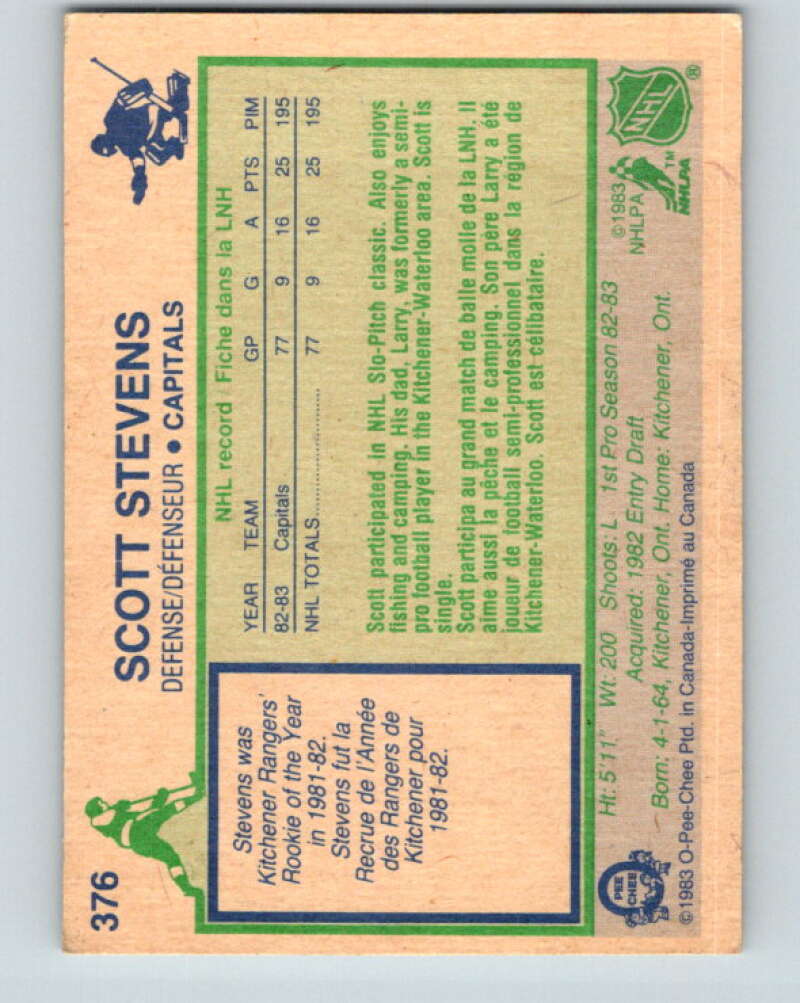 376
SCOTT STEVENS
DEFENSE/DÉFENSEUR • CAPITALS
Stevens was
Kitchener Rangers'
Rookie of the Year
in 1981-82.
Stevens fut la
Recrue de l'Année
des Rangers de
Kitchener pour
1981-82.
NHL record Fiche dans la LNH
YEAR TEAM GP G A PTS PIM
82-83 Capitals 77 9 16 25 195
NHL TOTALS 77 9 16 25 195
Scott participated in NHL Slo-Pitch classic. Also enjoys
fishing and camping. His dad, Larry, was formerly a semi-
pro football player in the Kitchener-Waterloo area. Scott is
single.
Scott participa au grand match de balle molle de la LNH. Il
aime aussi la pêche et le camping. Son père Larry a été
joueur de football semi-professionnel dans la région de
Kitchener-Waterloo. Scott est célibataire.
Ht: 5'11." Wt: 200 Shoots: L 1st Pro Season 82-83
Acquired: 1982 Entry Draft
Born: 4-1-64, Kitchener, Ont. Home: Kitchener, Ont.
©1983
NHLPA
NHL ®
NHLPA ™
O
PEE
CHEE
©1983 O-Pee-Chee Ptd. in Canada-Imprimé au Canada